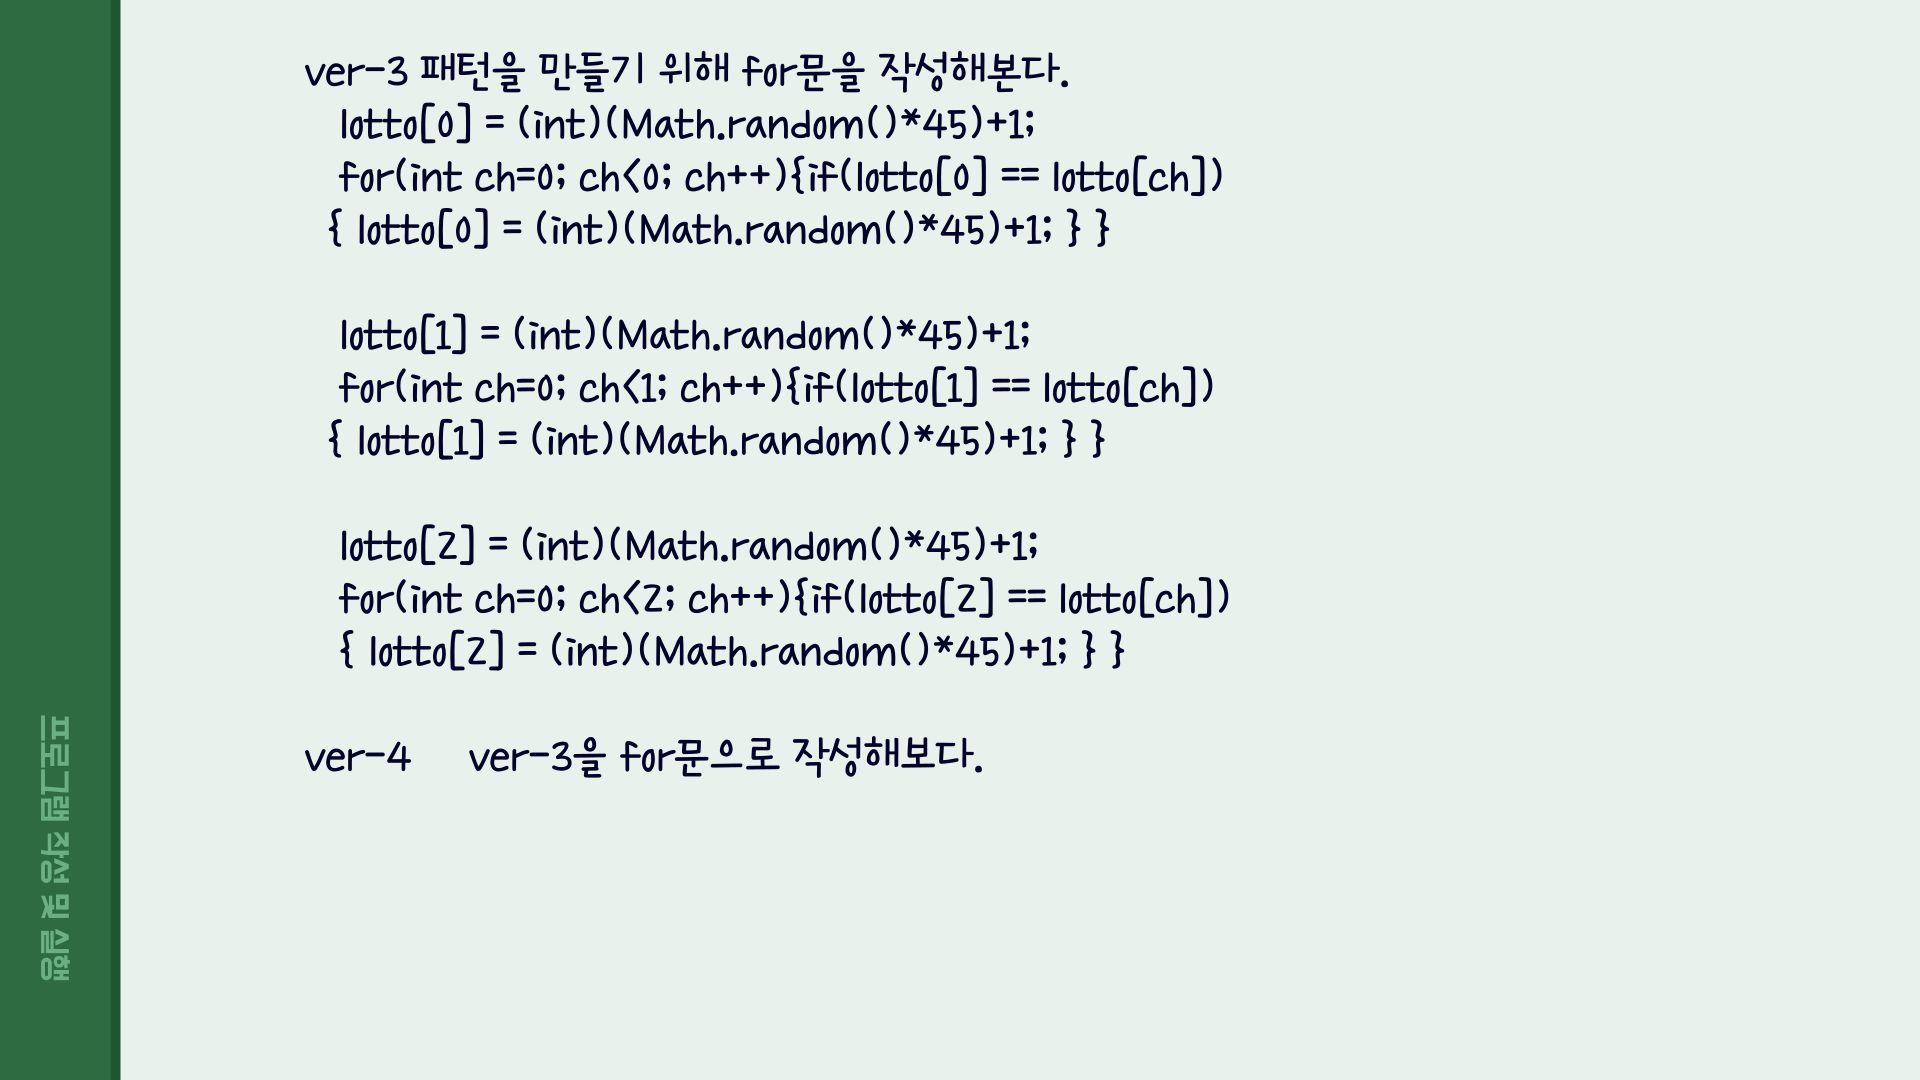 ver-3 패턴을 만들기 위해 for문을 작성해본다.
lotto[0] = (int)(Math.random()*45)+1;
for(int ch=0; ch<0; ch++){if(lotto[0] == lotto[ch])
{ lotto[0] = (int)(Math.random()*45)+1; } }
lotto[1] = (int)(Math.random()*45)+1;
for(int ch=0; ch<1; ch++){if(lotto[1] == lotto[ch])
{ lotto[1] = (int)(Math.random()*45)+1; } }
lotto[2] = (int)(Math.random()*45)+1;
for(int ch=0; ch<2; ch++){if(lotto[2] == lotto[ch])
{ lotto[2] = (int)(Math.random()*45)+1; } }
ver-4 ver-3을 for문으로 작성해보다.
프로그램 작성 및 실행